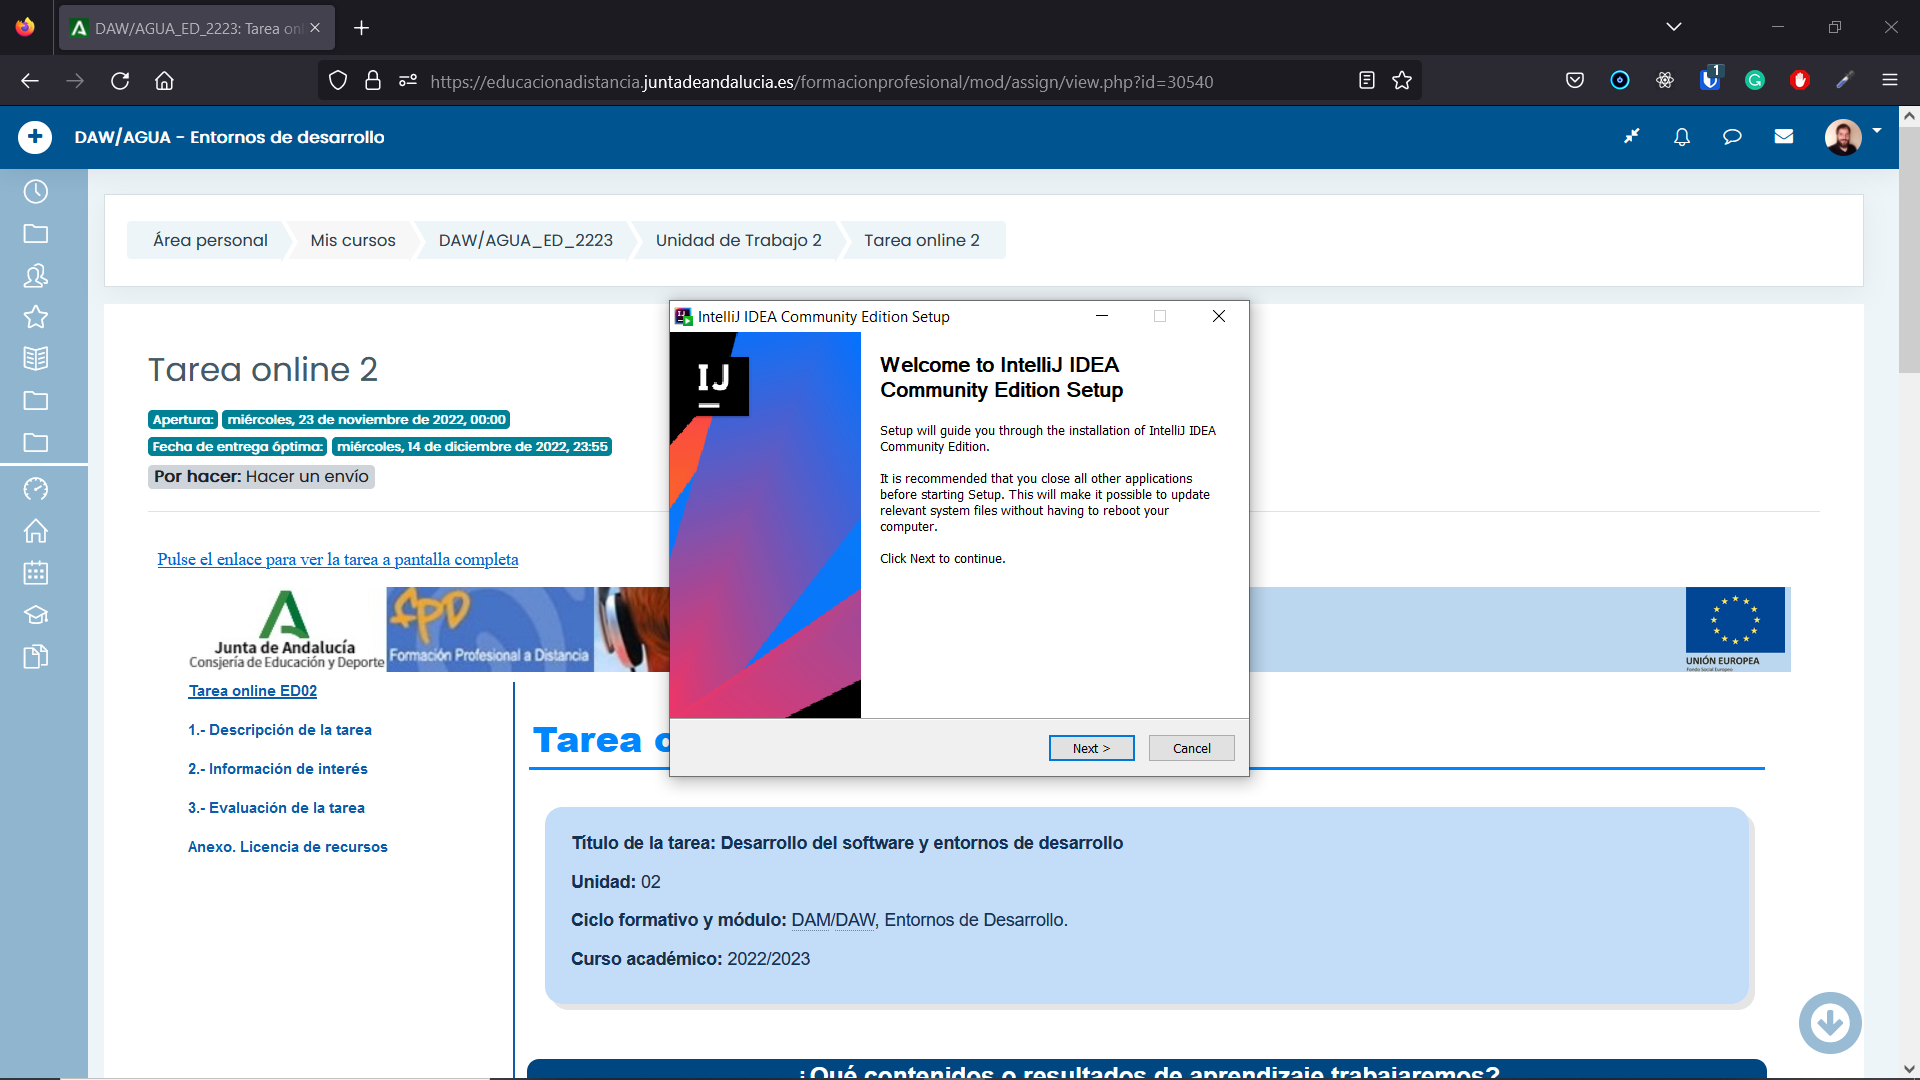 DAW/AGUA_ED_2223: Tarea onl
https://educacionadistancia.juntadeandalucia.es/formacionprofesional/mod/assign/view.php?id=30540
1
DAW/AGUA - Entornos de desarrollo
Área personal
Mis cursos
DAW/AGUA_ED_2223
Unidad de Trabajo 2
Tarea online 2
Tarea online 2
Apertura: miércoles, 23 de noviembre de 2022, 00:00
Fecha de entrega óptima: miércoles, 14 de diciembre de 2022, 23:55
Por hacer: Hacer un envío
Pulse el enlace para ver la tarea a pantalla completa
Junta de Andalucía
Consjería de Educación y Deporte
FPD
Formación Profesional a Distancia
UNIÓN EUROPEA
Fondo Social Europeo
Tarea online ED02
1.- Descripción de la tarea
2.- Información de interés
3.- Evaluación de la tarea
Anexo. Licencia de recursos
IntelliJ IDEA Community Edition Setup
IJ
Welcome to IntelliJ IDEA
Community Edition Setup
Setup will guide you through the installation of IntelliJ IDEA
Community Edition.
It is recommended that you close all other applications
before starting Setup. This will make it possible to update
relevant system files without having to reboot your
computer.
Click Next to continue.
Next >
Cancel
Tarea o
Título de la tarea: Desarrollo del software y entornos de desarrollo
Unidad: 02
Ciclo formativo y módulo: DAM/DAW, Entornos de Desarrollo.
Curso académico: 2022/2023
¿Qué contenidos o resultados de aprendizaje trabajaremos?